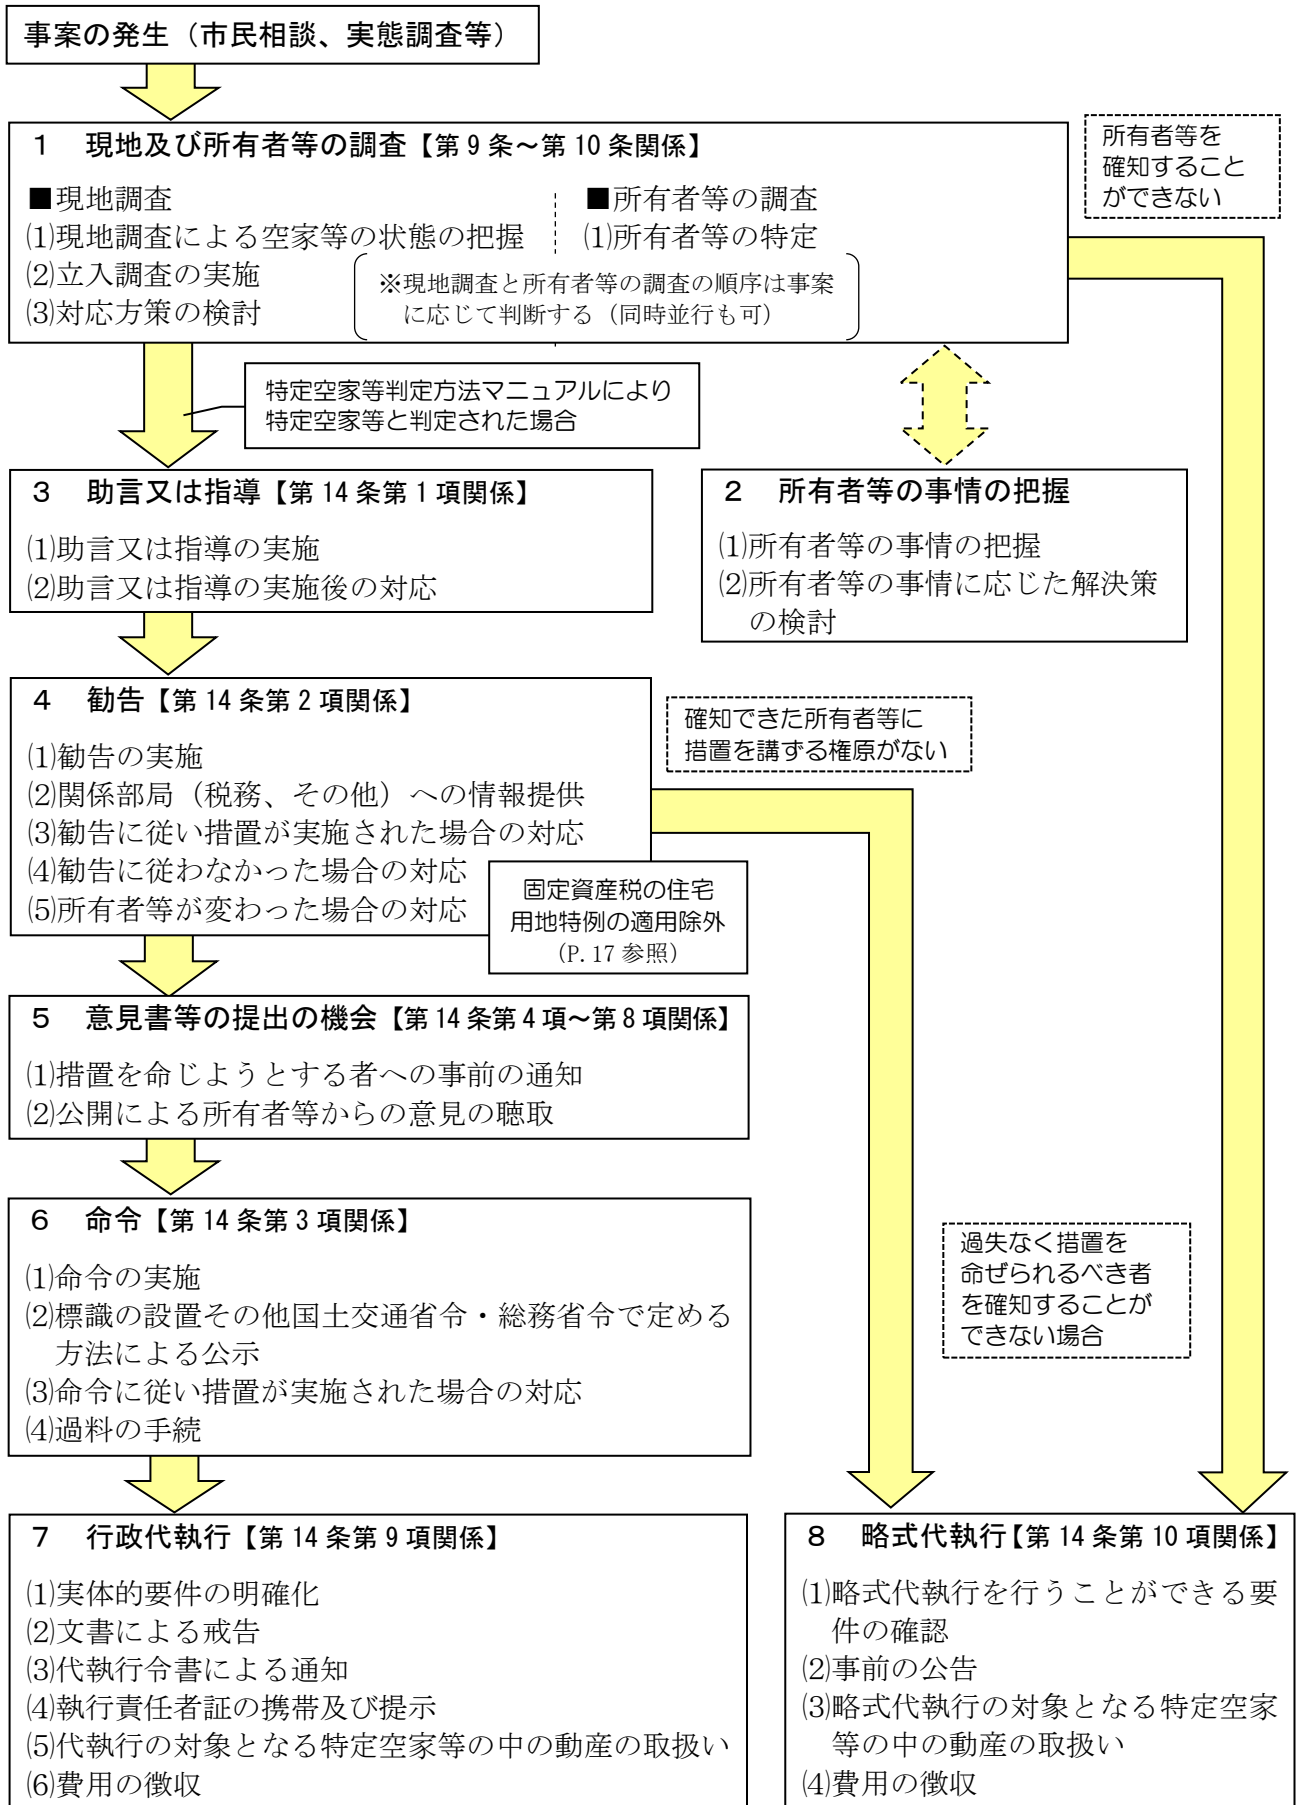 事案の発生（市民相談、実態調査等）
１　現地及び所有者等の調査【第９条～第10条関係】
■現地調査
⑴現地調査による空家等の状態の把握
⑵立入調査の実施
⑶対応方策の検討
■所有者等の調査
⑴所有者等の特定
※現地調査と所有者等の調査の順序は事案
に応じて判断する（同時並行も可）
所有者等を
確知すること
ができない
特定空家等判定方法マニュアルにより
特定空家等と判定された場合
３　助言又は指導【第14条第１項関係】
⑴助言又は指導の実施
⑵助言又は指導の実施後の対応
２　所有者等の事情の把握
⑴所有者等の事情の把握
⑵所有者等の事情に応じた解決策
の検討
４　勧告【第14条第２項関係】
⑴勧告の実施
⑵関係部局（税務、その他）への情報提供
⑶勧告に従い措置が実施された場合の対応
⑷勧告に従わなかった場合の対応
⑸所有者等が変わった場合の対応
確知できた所有者等に
措置を講ずる権原がない
固定資産税の住宅
用地特例の適用除外
（P.17参照）
５　意見書等の提出の機会【第14条第４項～第８項関係】
⑴措置を命じようとする者への事前の通知
⑵公開による所有者等からの意見の聴取
６　命令【第14条第３項関係】
⑴命令の実施
⑵標識の設置その他国土交通省令・総務省令で定める
方法による公示
⑶命令に従い措置が実施された場合の対応
⑷過料の手続
過失なく措置を
命ぜられるべき者
を確知することが
できない場合
７　行政代執行【第14条第９項関係】
⑴実体的要件の明確化
⑵文書による戒告
⑶代執行令書による通知
⑷執行責任者証の携帯及び提示
⑸代執行の対象となる特定空家等の中の動産の取扱い
⑹費用の徴収
８　略式代執行【第14条第10項関係】
⑴略式代執行を行うことができる要
件の確認
⑵事前の公告
⑶略式代執行の対象となる特定空家
等の中の動産の取扱い
⑷費用の徴収